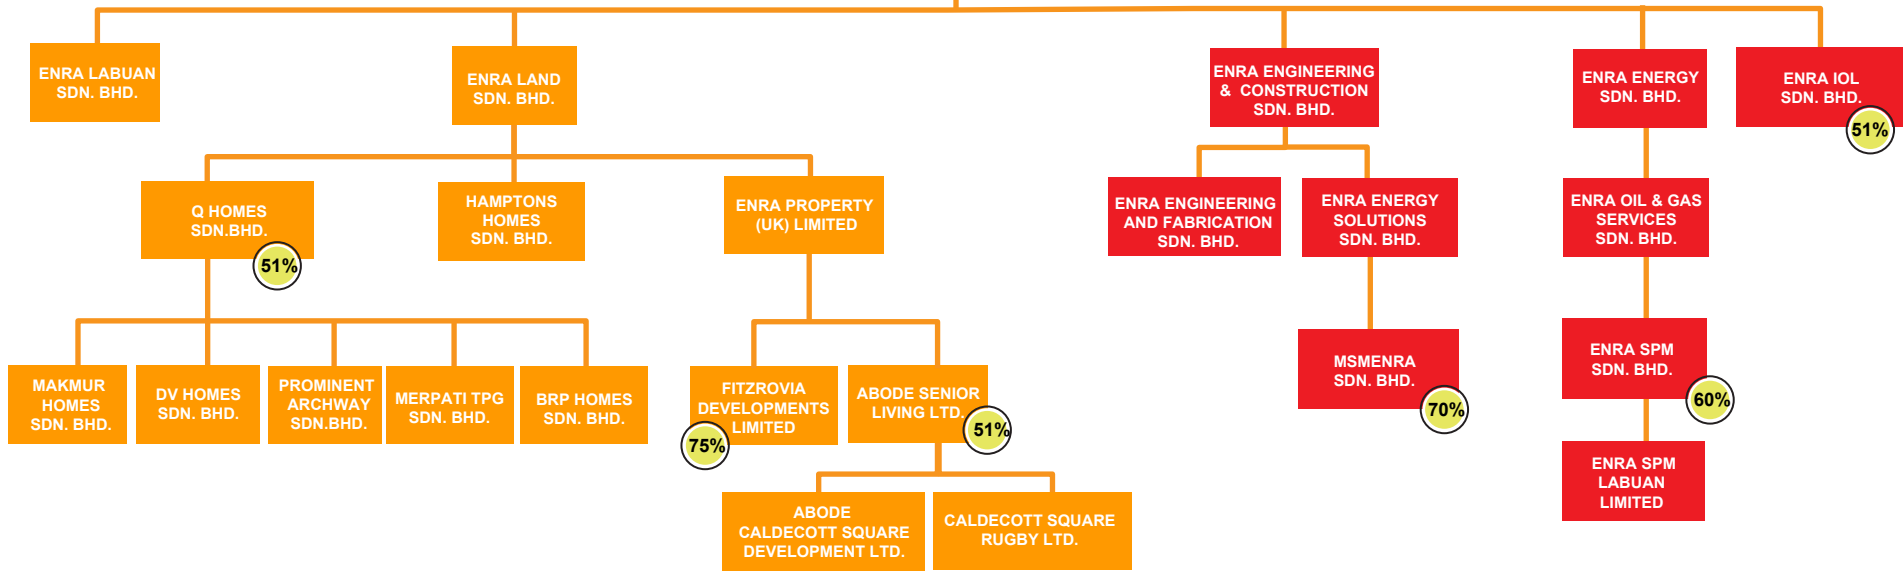 ENRA LABUAN
SDN. BHD.
ENRA LAND
SDN. BHD.
ENRA ENGINEERING
& CONSTRUCTION
SDN. BHD.
ENRA ENERGY
SDN. BHD.
ENRA IOL
SDN. BHD.
51%
Q HOMES
SDN.BHD.
51%
HAMPTONS
HOMES
SDN. BHD.
ENRA PROPERTY
(UK) LIMITED
ENRA ENGINEERING
AND FABRICATION
SDN. BHD.
ENRA ENERGY
SOLUTIONS
SDN. BHD.
ENRA OIL & GAS
SERVICES
SDN. BHD.
MAKMUR
HOMES
SDN. BHD.
DV HOMES
SDN. BHD.
PROMINENT
ARCHWAY
SDN.BHD.
MERPATI TPG
SDN. BHD.
BRP HOMES
SDN. BHD.
FITZROVIA
DEVELOPMENTS
LIMITED
75%
ABODE SENIOR
LIVING LTD.
51%
MSMENRA
SDN. BHD.
70%
ENRA SPM
SDN. BHD.
60%
ABODE
CALDECOTT SQUARE
DEVELOPMENT LTD.
CALDECOTT SQUARE
RUGBY LTD.
ENRA SPM
LABUAN
LIMITED